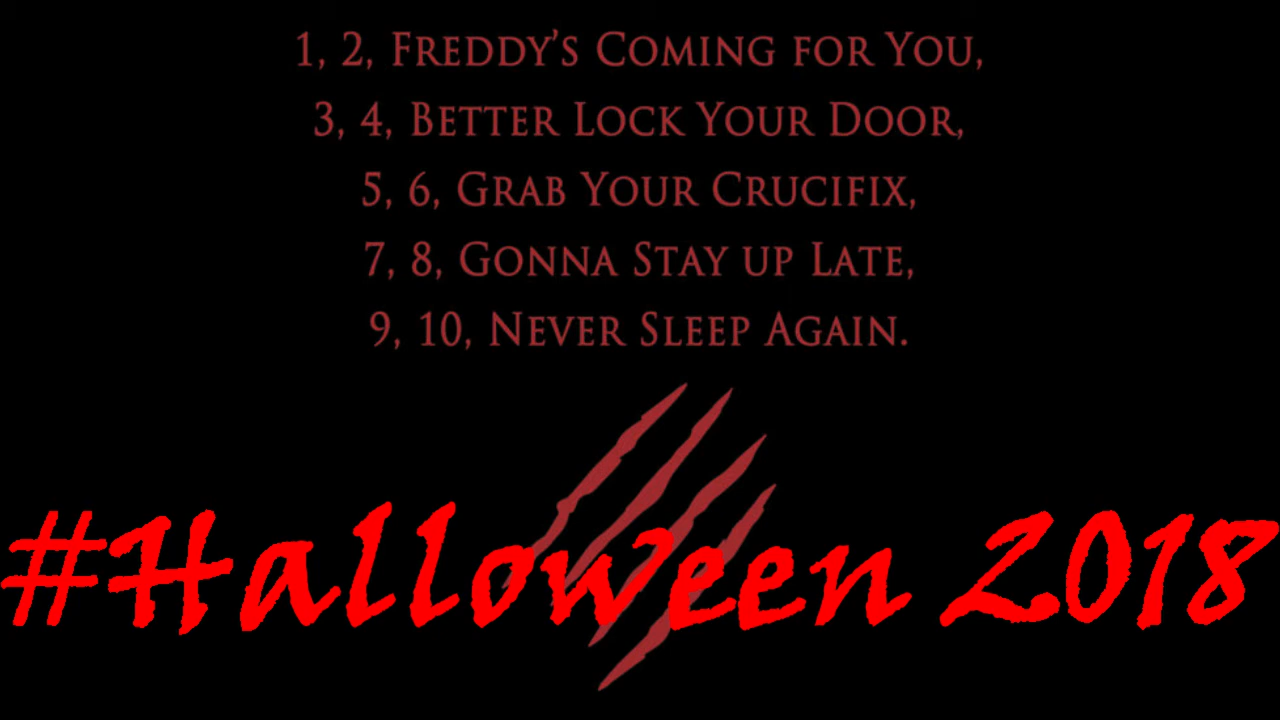 1, 2, Freddy's Coming for You,
3, 4, Better Lock Your Door,
5, 6, Grab Your Crucifix,
7, 8, Gonna Stay up Late,
9, 10, Never Sleep Again.
#Halloween 2018